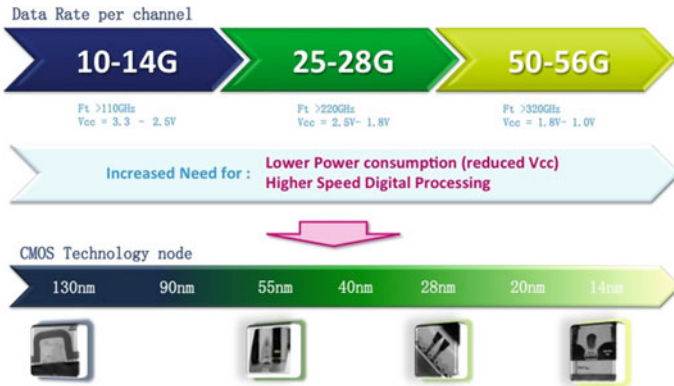 Data Rate per channel
10-14G 25-28G 50-56G
Ft >110GHz Ft >220GHz Ft >320GHz
Vcc = 3.3 - 2.5V Vcc = 2.5V- 1.8V Vcc = 1.8V- 1.0V
Increased Need for : Lower Power consumption (reduced Vcc)
Higher Speed Digital Processing
CMOS Technology node
130nm 90nm 55nm 40nm 28nm 20nm 14nm